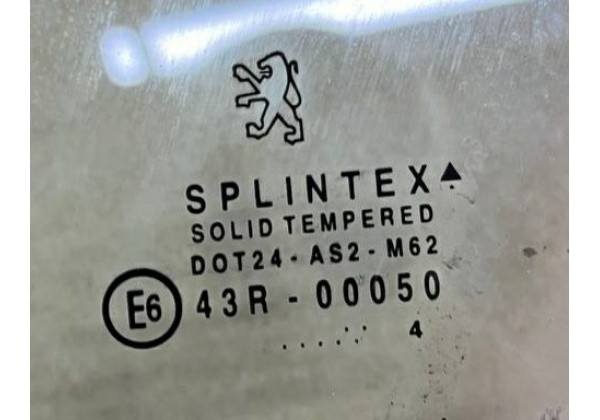 SPLINTEX
SOLID TEMPERED
DOT24 - AS2 - M62
E6 43R - 00050
..... 4